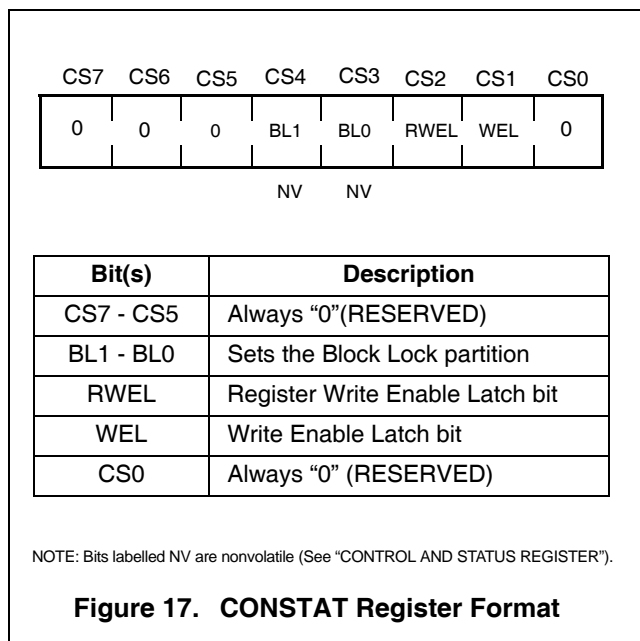 CS7 CS6 CS5 CS4 CS3 CS2 CS1 CS0
0 0 0 BL1 BL0 RWEL WEL 0
NV NV
Bit(s) Description
CS7 - CS5 Always “0”(RESERVED)
BL1 - BL0 Sets the Block Lock partition
RWEL Register Write Enable Latch bit
WEL Write Enable Latch bit
CS0 Always “0” (RESERVED)
NOTE: Bits labelled NV are nonvolatile (See “CONTROL AND STATUS REGISTER”).
Figure 17. CONSTAT Register Format